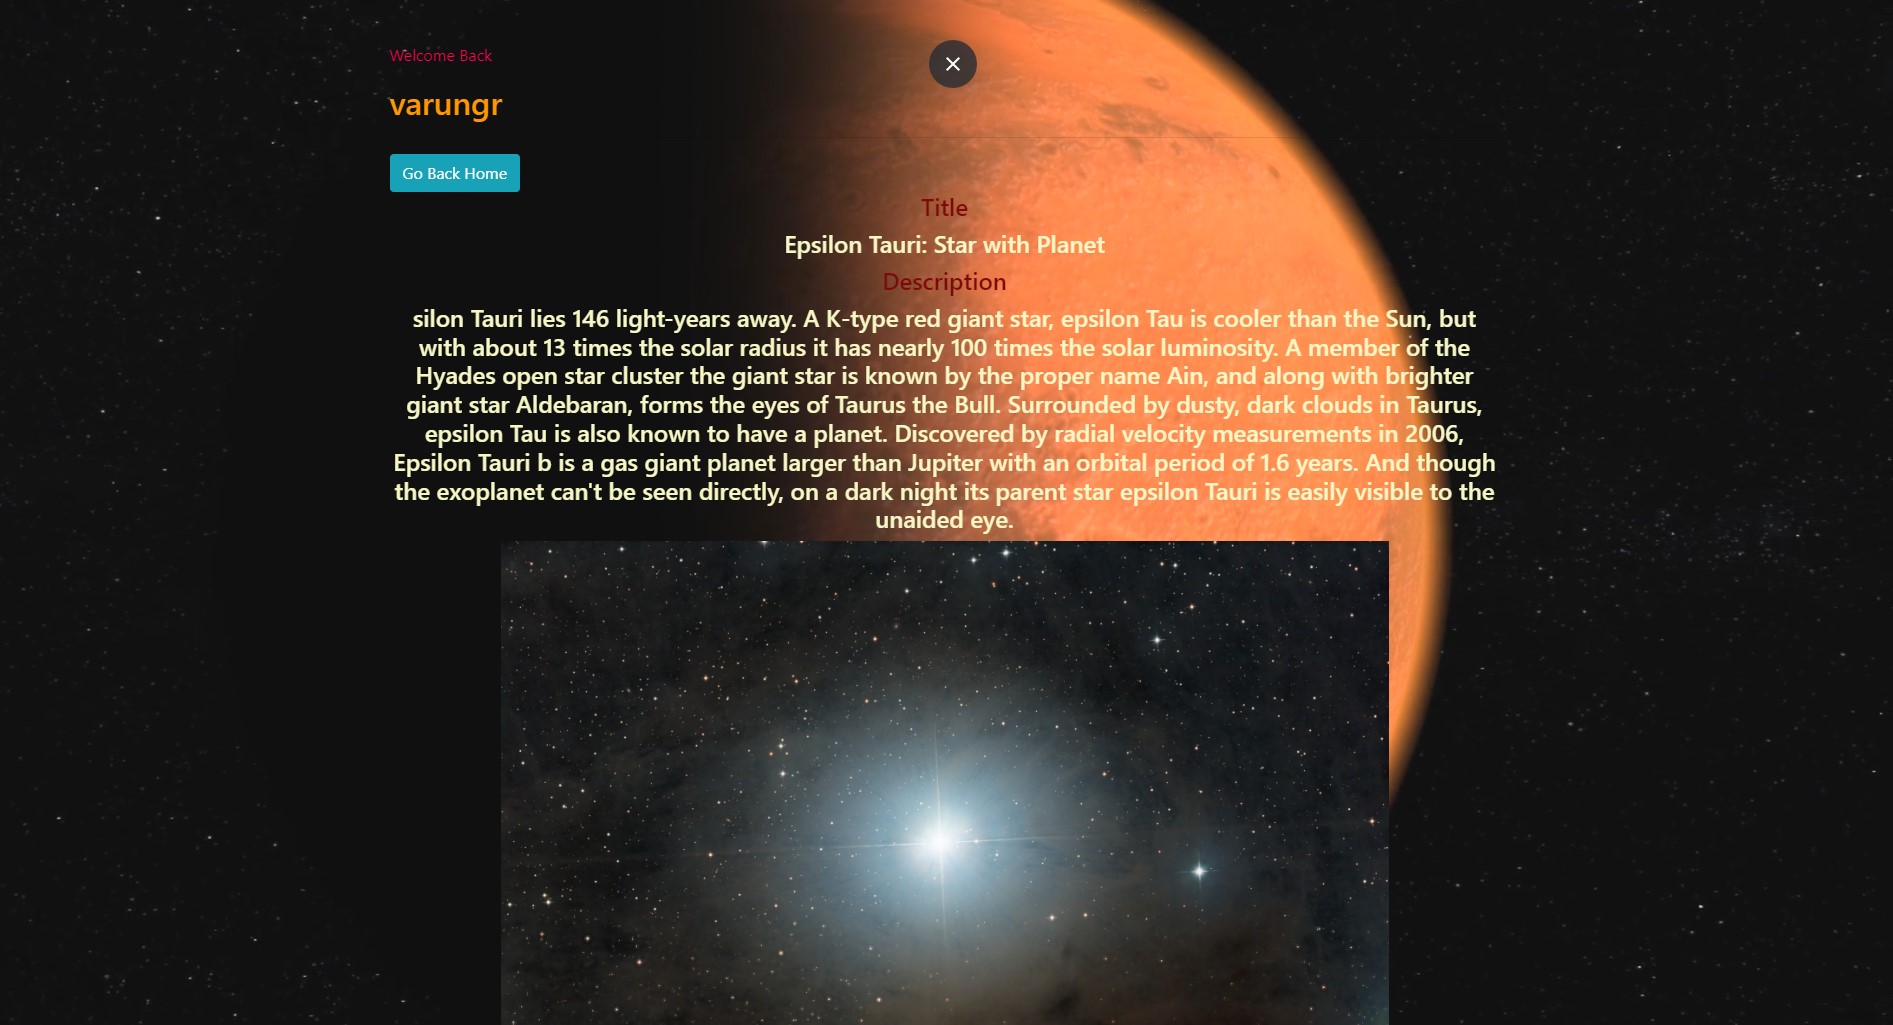 Welcome Back
varungr
Go Back Home
Title
Epsilon Tauri: Star with Planet
Description
silon Tauri lies 146 light-years away. A K-type red giant star, epsilon Tau is cooler than the Sun, but
with about 13 times the solar radius it has nearly 100 times the solar luminosity. A member of the
Hyades open star cluster the giant star is known by the proper name Ain, and along with brighter
giant star Aldebaran, forms the eyes of Taurus the Bull. Surrounded by dusty, dark clouds in Taurus,
epsilon Tau is also known to have a planet. Discovered by radial velocity measurements in 2006,
Epsilon Tauri b is a gas giant planet larger than Jupiter with an orbital period of 1.6 years. And though
the exoplanet can't be seen directly, on a dark night its parent star epsilon Tauri is easily visible to the
unaided eye.